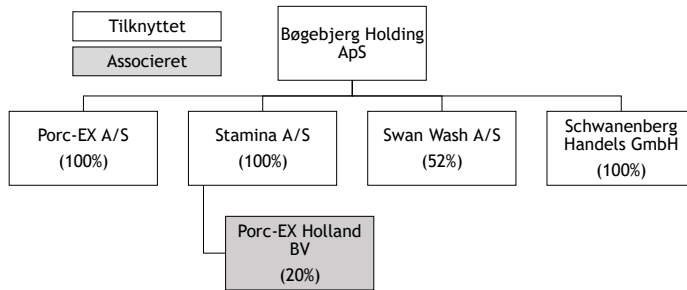 Tilknyttet
Associeret
Bøgebjerg Holding
ApS
Porc-EX A/S
(100%)
Stamina A/S
(100%)
Swan Wash A/S
(52%)
Schwanenberg
Handels GmbH
(100%)
Porc-EX Holland
BV
(20%)